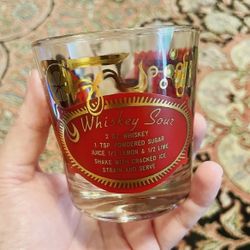 Whiskey Sour
2 OZ. WHISKEY
1 TSP POWDERED SUGAR
JUICE 1/2 LEMON & 1/2 LIME
SHAKE WITH CRACKED ICE
STRAIN AND SERVE